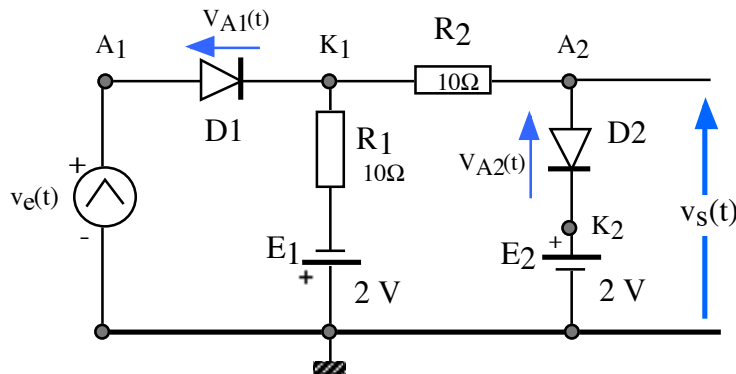 VA1(t)
A1
K1
R2
A2
10Ω
D1
D2
R1
10Ω
VA2(t)
+
ve(t)
-
vs(t)
K2
E1
+
2 V
E2
+
2 V